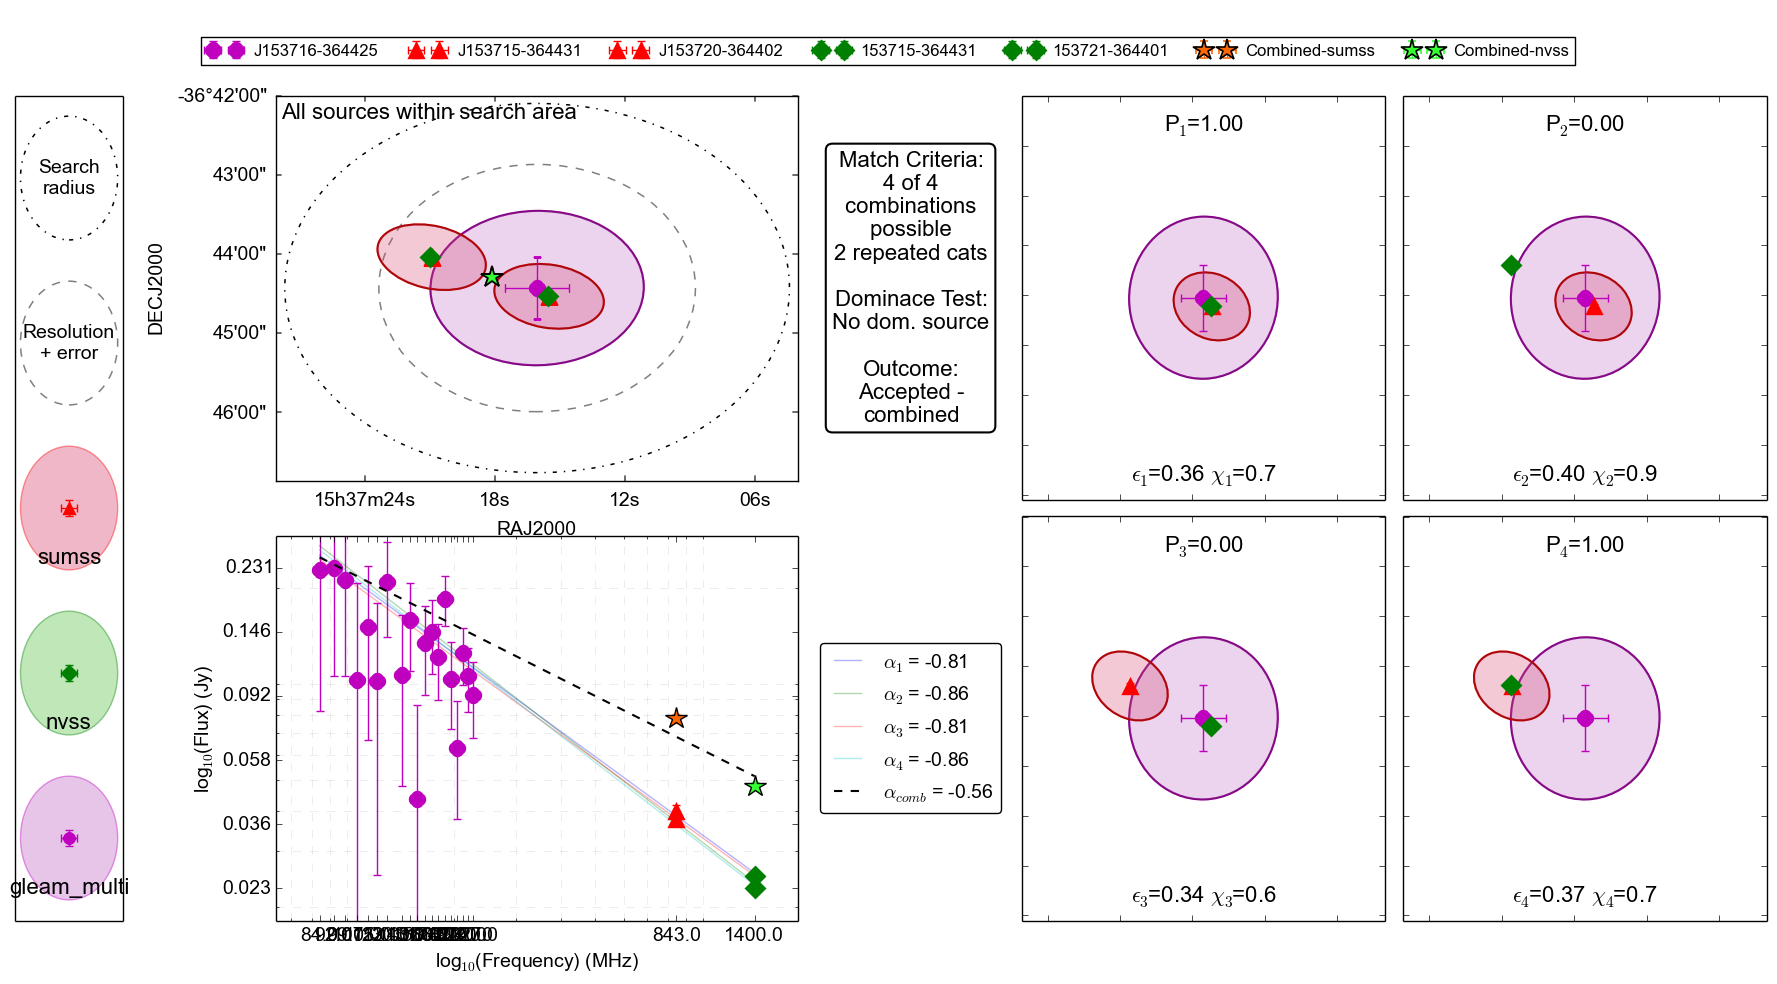 J153716-364425 J153715-364431 J153720-364402 153715-364431 153721-364401 Combined-sumss Combined-nvss
Search
radius
Resolution
+ error
sumss
nvss
gleam_multi
All sources within search area
-36°42'00"
43'00"
44'00"
45'00"
46'00"
DECJ2000
15h37m24s 18s 12s 06s
RAJ2000
Match Criteria:
4 of 4
combinations
possible
2 repeated cats
Dominace Test:
No dom. source
Outcome:
Accepted -
combined
P1=1.00
ϵ1=0.36 χ1=0.7
P2=0.00
ϵ2=0.40 χ2=0.9
0.231
0.146
0.092
0.058
0.036
0.023
log10(Flux) (Jy)
843.0 1400.0
log10(Frequency) (MHz)
α1 = -0.81
α2 = -0.86
α3 = -0.81
α4 = -0.86
αcomb = -0.56
P3=0.00
ϵ3=0.34 χ3=0.6
P4=1.00
ϵ4=0.37 χ4=0.7